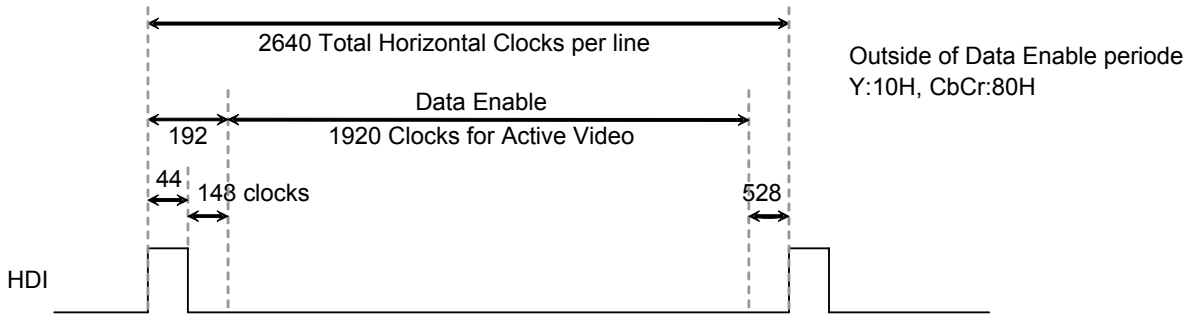 2640 Total Horizontal Clocks per line
Outside of Data Enable periode
Y:10H, CbCr:80H
Data Enable
192
1920 Clocks for Active Video
44
148 clocks
528
HDI